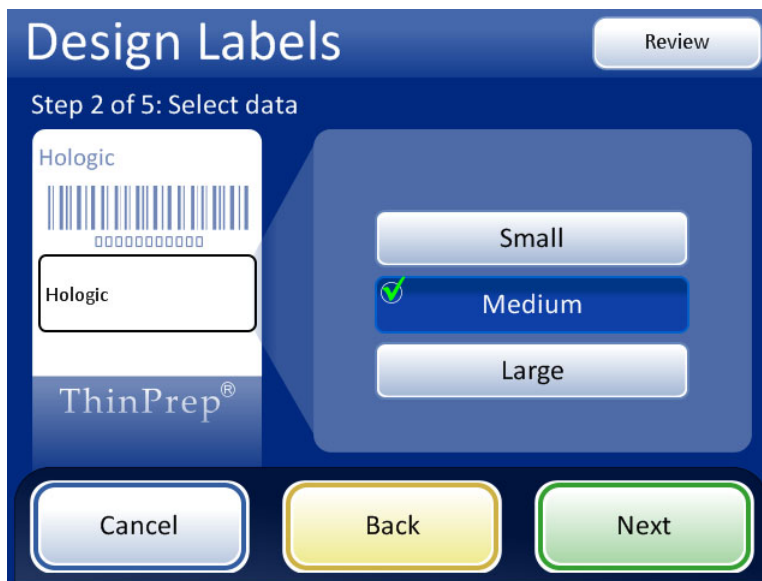 Design Labels
Review
Step 2 of 5: Select data
Hologic
Hologic
ThinPrep®
Small
Medium
Large
Cancel
Back
Next